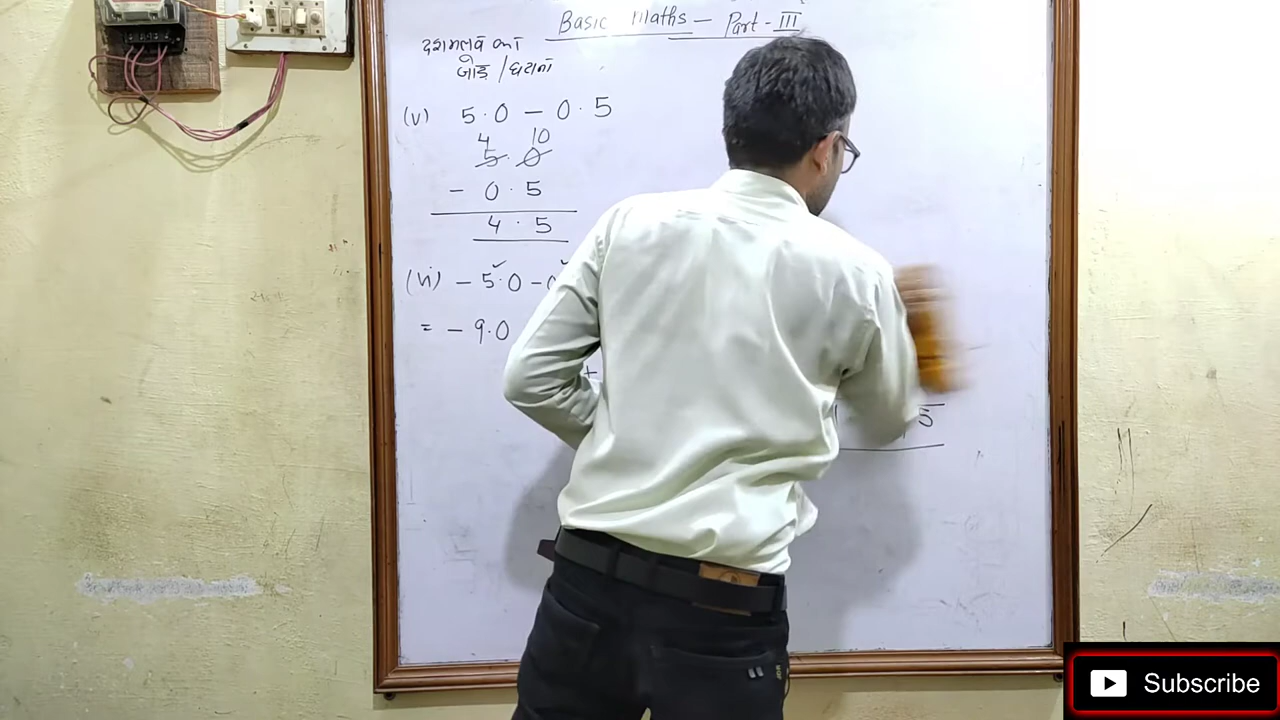 Basic Maths - Part - III
दशमलव का
जोड़ / घटाना
(v) 5.0 - 0.5
4 10
5.0
- 0.5
4.5
(vi) - 5.0 -
= - 9.0
+
5
Subscribe